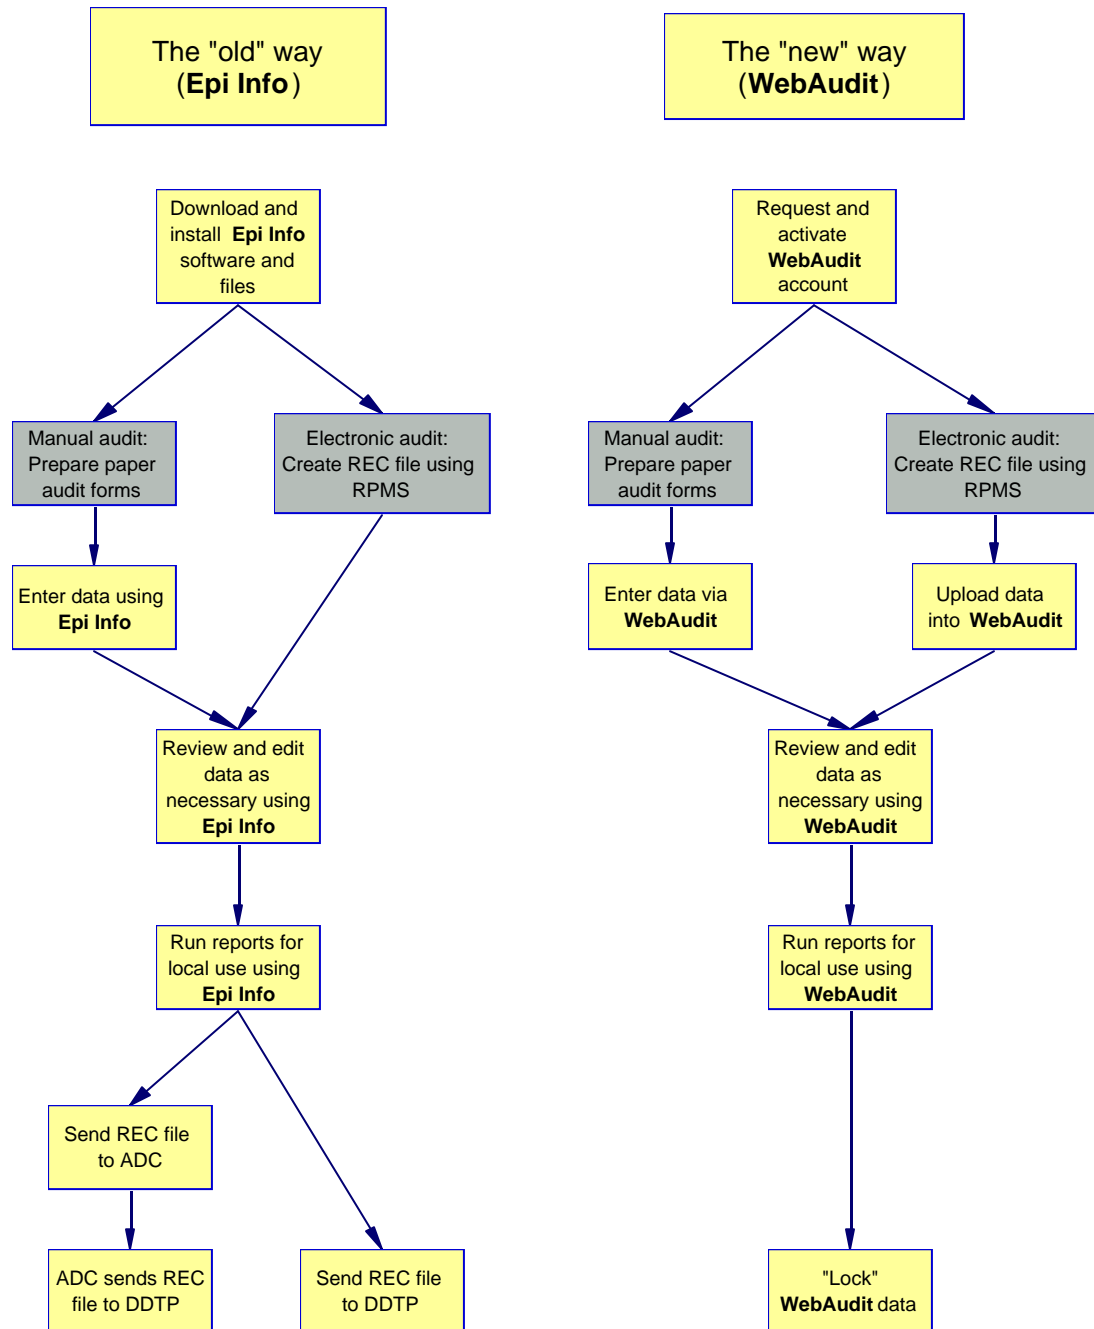 The "old" way
(Epi Info)
Download and
install Epi Info
software and
files
Manual audit:
Prepare paper
audit forms
Electronic audit:
Create REC file using
RPMS
Enter data using
Epi Info
Review and edit
data as
necessary using
Epi Info
Run reports for
local use using
Epi Info
Send REC file
to ADC
ADC sends REC
file to DDTP
Send REC file
to DDTP
The "new" way
(WebAudit)
Request and
activate
WebAudit
account
Manual audit:
Prepare paper
audit forms
Electronic audit:
Create REC file using
RPMS
Enter data via
WebAudit
Upload data
into WebAudit
Review and edit
data as
necessary using
WebAudit
Run reports for
local use using
WebAudit
"Lock"
WebAudit data